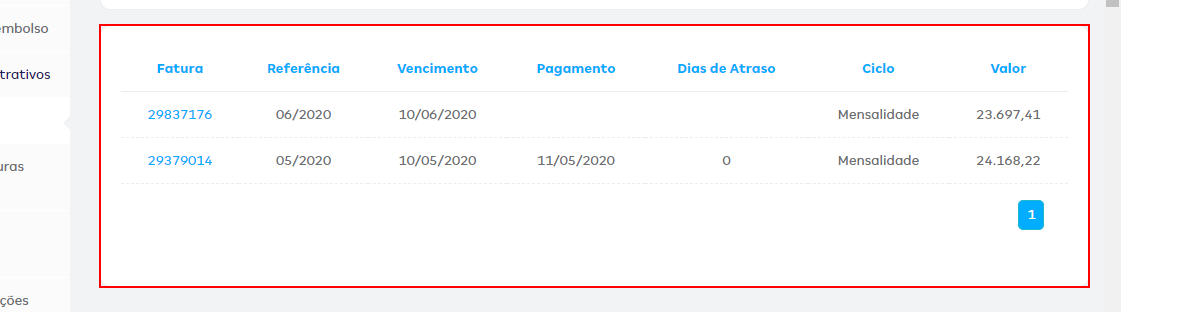 embolso
trativos
uras
ções
Fatura Referência Vencimento Pagamento Dias de Atraso Ciclo Valor
29837176 06/2020 10/06/2020 Mensalidade 23.697,41
29379014 05/2020 10/05/2020 11/05/2020 0 Mensalidade 24.168,22
1